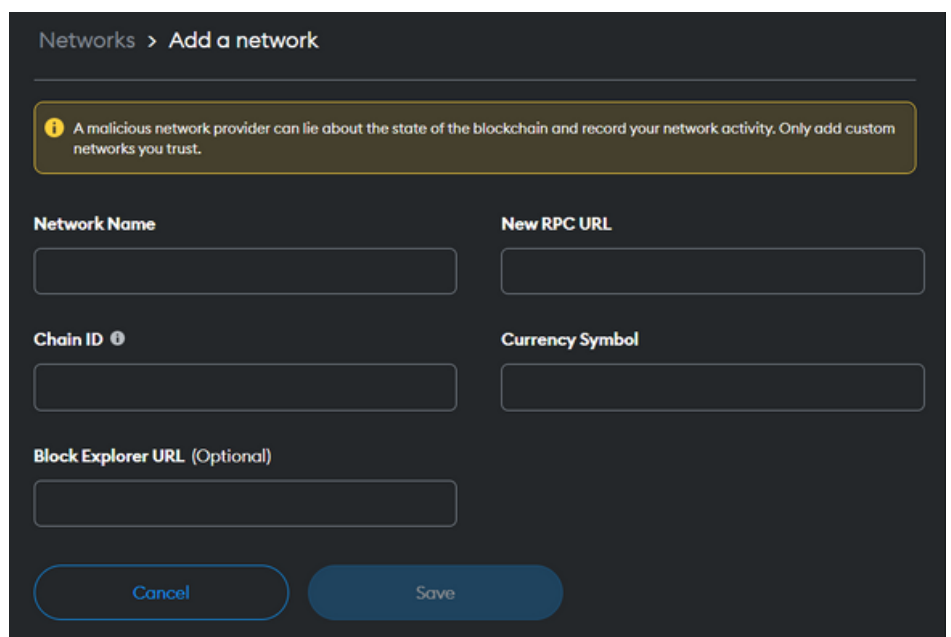 Networks > Add a network
A malicious network provider can lie about the state of the blockchain and record your network activity. Only add custom
networks you trust.
Network Name
New RPC URL
Chain ID
Currency Symbol
Block Explorer URL (Optional)
Cancel
Save